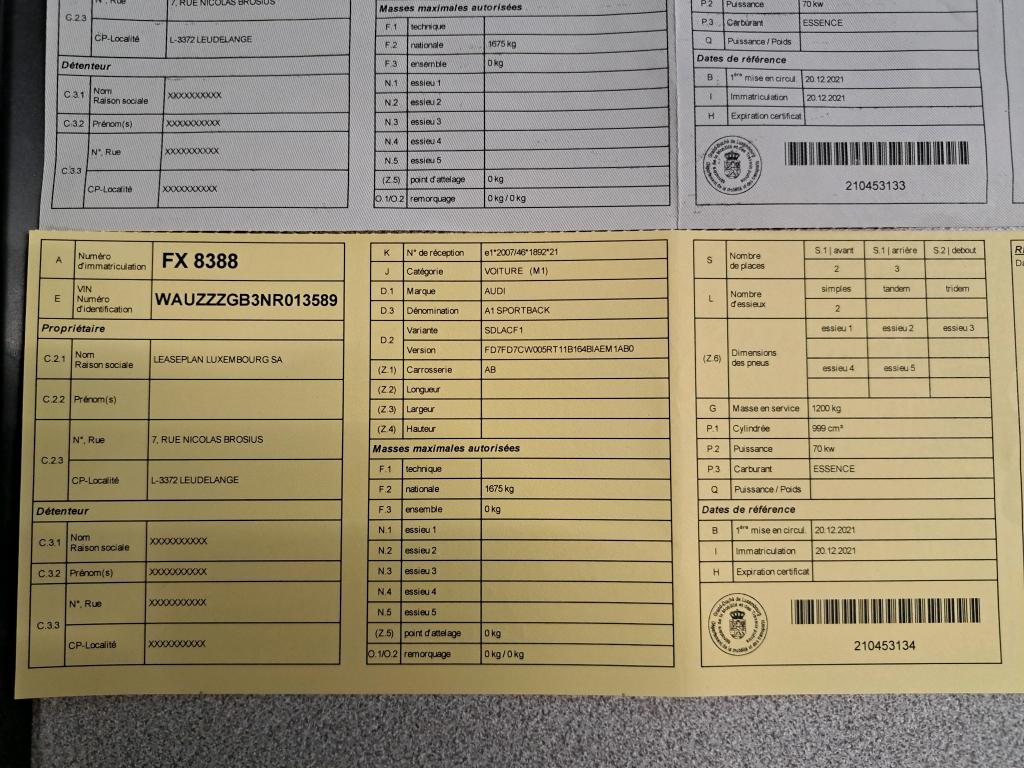 7, RUE NICOLAS BROSIUS
C.2.3
CP-Localité L-3372 LEUDELANGE
Détenteur
C.3.1 Nom
Raison sociale XXXXXXXXXX
C.3.2 Prénom(s) XXXXXXXXXX
C.3.3
N°, Rue XXXXXXXXXX
CP-Localité XXXXXXXXXX
Masses maximales autorisées
F.1 technique
F.2 nationale 1675 kg
F.3 ensemble 0 kg
N.1 essieu 1
N.2 essieu 2
N.3 essieu 3
N.4 essieu 4
N.5 essieu 5
(Z.5) point d'attelage 0 kg
O.1/O.2 remorquage 0 kg / 0 kg
P.2 Puissance 70 kw
P.3 Carburant ESSENCE
Q Puissance / Poids
Dates de référence
B 1ère mise en circul. 20.12.2021
I Immatriculation 20.12.2021
H Expiration certificat
210453133
A Numéro
d'immatriculation FX 8388
E VIN
Numéro
d'identification WAUZZZGB3NR013589
Propriétaire
C.2.1 Nom
Raison sociale LEASEPLAN LUXEMBOURG SA
C.2.2 Prénom(s)
C.2.3
N°, Rue 7, RUE NICOLAS BROSIUS
CP-Localité L-3372 LEUDELANGE
Détenteur
C.3.1 Nom
Raison sociale XXXXXXXXXX
C.3.2 Prénom(s) XXXXXXXXXX
C.3.3
N°, Rue XXXXXXXXXX
CP-Localité XXXXXXXXXX
K N° de réception e1*2007/46*1892*21
J Catégorie VOITURE (M1)
D.1 Marque AUDI
D.3 Dénomination A1 SPORTBACK
D.2
Variante SDLACF1
Version FD7FD7CW005RT11B164BIAEM1AB0
(Z.1) Carrosserie AB
(Z.2) Longueur
(Z.3) Largeur
(Z.4) Hauteur
Masses maximales autorisées
F.1 technique
F.2 nationale 1675 kg
F.3 ensemble 0 kg
N.1 essieu 1
N.2 essieu 2
N.3 essieu 3
N.4 essieu 4
N.5 essieu 5
(Z.5) point d'attelage 0 kg
O.1/O.2 remorquage 0 kg / 0 kg
S Nombre
de places
S.1 | avant S.1 | arrière S.2 | debout
2 3
L Nombre
d'essieux
simples tandem tridem
2
(Z.6) Dimensions
des pneus
essieu 1 essieu 2 essieu 3
essieu 4 essieu 5
G Masse en service 1200 kg
P.1 Cylindrée 999 cm³
P.2 Puissance 70 kw
P.3 Carburant ESSENCE
Q Puissance / Poids
Dates de référence
B 1ère mise en circul. 20.12.2021
I Immatriculation 20.12.2021
H Expiration certificat
210453134